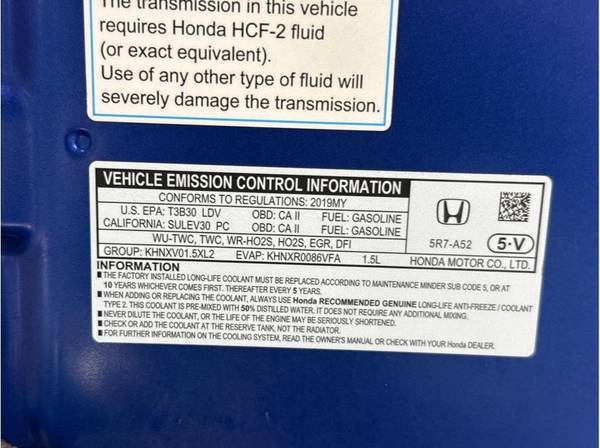 The transmission in this vehicle
requires Honda HCF-2 fluid
(or exact equivalent).
Use of any other type of fluid will
severely damage the transmission.
VEHICLE EMISSION CONTROL INFORMATION
CONFORMS TO REGULATIONS: 2019MY
U.S. EPA: T3B30 LDV OBD: CA II FUEL: GASOLINE
CALIFORNIA: SULEV30 PC OBD: CA II FUEL: GASOLINE
WU-TWC, TWC, WR-HO2S, HO2S, EGR, DFI
GROUP: KHNXV01.5XL2 EVAP: KHNXR0086VFA 1.5L
5R7-A52 5·V
HONDA MOTOR CO., LTD.
INFORMATION
■THE FACTORY INSTALLED LONG-LIFE COOLANT MUST BE REPLACED ACCORDING TO MAINTENANCE MINDER SUB CODE 5, OR AT
10 YEARS WHICHEVER COMES FIRST. THEREAFTER EVERY 5 YEARS.
■WHEN ADDING OR REPLACING THE COOLANT, ALWAYS USE Honda RECOMMENDED GENUINE LONG-LIFE ANTI-FREEZE / COOLANT
TYPE 2. THIS COOLANT IS PRE-MIXED WITH 50% DISTILLED WATER. IT DOES NOT REQUIRE ANY ADDITIONAL MIXING.
■NEVER DILUTE THE COOLANT, OR THE LIFE OF THE ENGINE MAY BE SERIOUSLY SHORTENED.
■CHECK OR ADD THE COOLANT AT THE RESERVE TANK, NOT THE RADIATOR.
■FOR FURTHER INFORMATION ON THE COOLING SYSTEM, READ THE OWNER'S MANUAL OR CHECK WITH YOUR Honda DEALER.